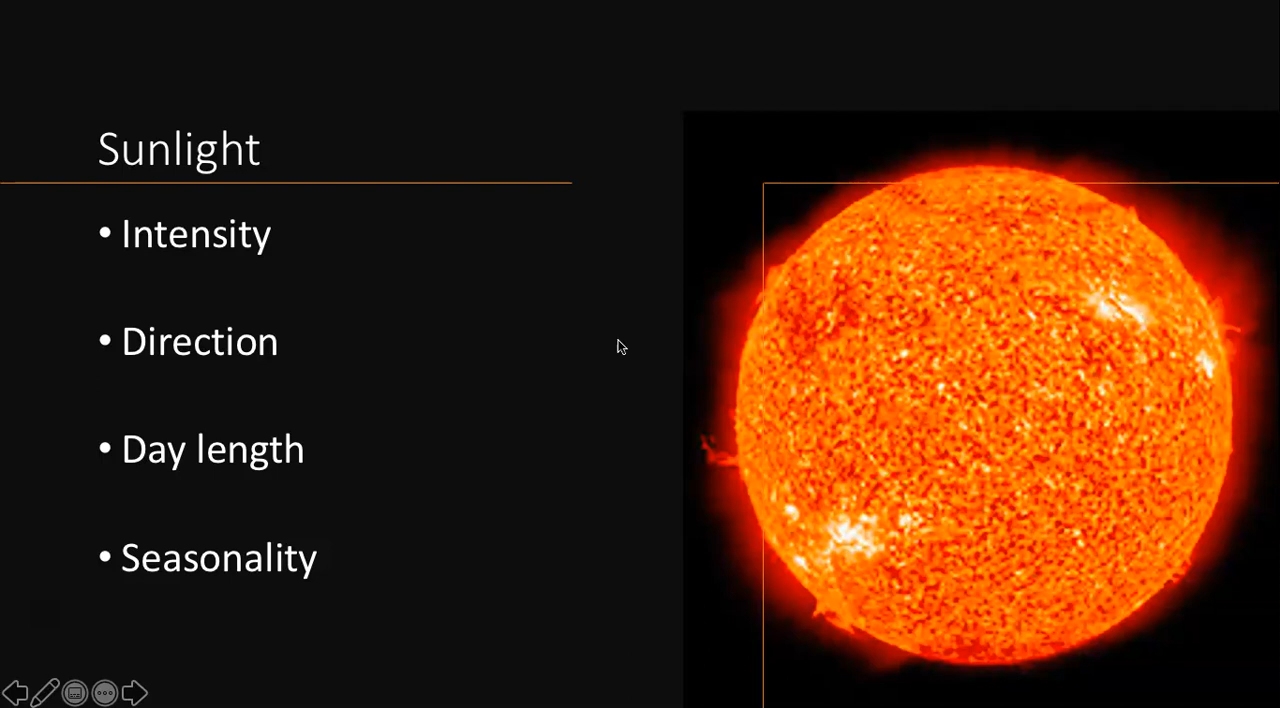 Sunlight
• Intensity
• Direction
• Day length
• Seasonality